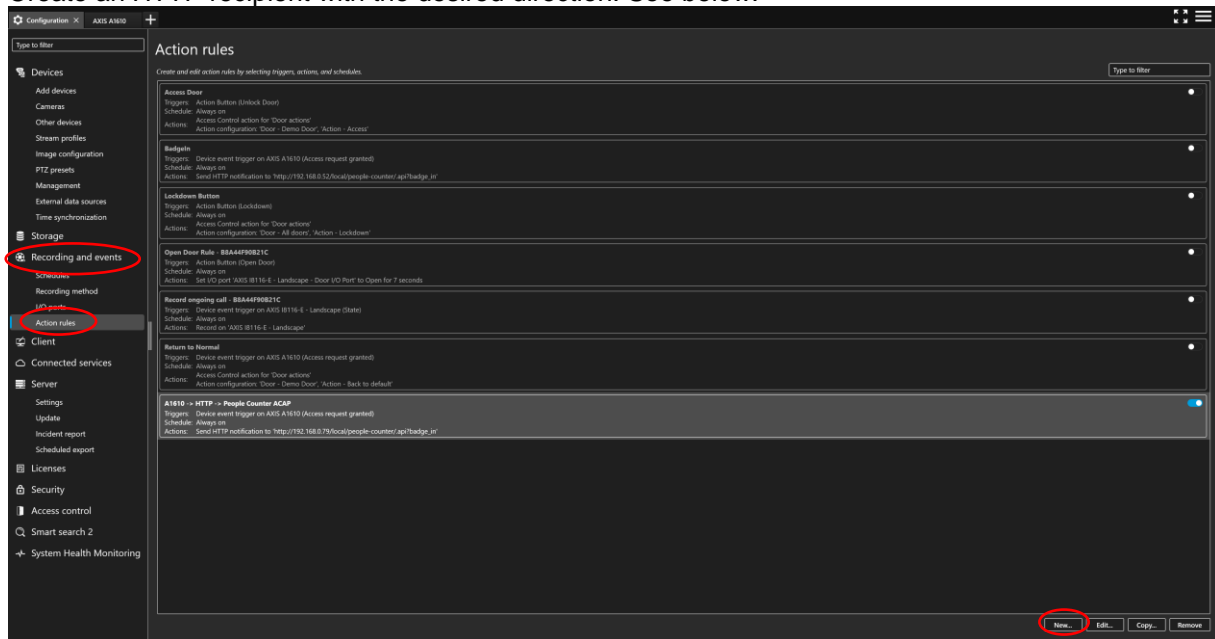 Configuration × AXIS A1610 +
Type to filter
Devices
Add devices
Cameras
Other devices
Stream profiles
Image configuration
PTZ presets
Management
External data sources
Time synchronization
Storage
Recording and events
Schedules
Recording method
I/O ports
Action rules
Client
Connected services
Server
Settings
Update
Incident report
Scheduled export
Licenses
Security
Access control
Smart search 2
System Health Monitoring
Action rules
Create and edit action rules by selecting triggers, actions, and schedules.
Type to filter
Access Door
Triggers: Action Button (Unlock Door)
Schedule: Always on
Actions: Access Control action for 'Door actions'
Action configuration: 'Door - Demo Door', 'Action - Access'
BadgeIn
Triggers: Device event trigger on AXIS A1610 (Access request granted)
Schedule: Always on
Actions: Send HTTP notification to 'http://192.168.0.52/local/people-counter/.api?badge_in'
Lockdown Button
Triggers: Action Button (Lockdown)
Schedule: Always on
Actions: Access Control action for 'Door actions'
Action configuration: 'Door - All doors', 'Action - Lockdown'
Open Door Rule - B8A44F90B21C
Triggers: Action Button (Open Door)
Schedule: Always on
Actions: Set I/O port 'AXIS I8116-E - Landscape - Door I/O Port' to Open for 7 seconds
Record ongoing call - B8A44F90B21C
Triggers: Device event trigger on AXIS I8116-E - Landscape (State)
Schedule: Always on
Actions: Record on 'AXIS I8116-E - Landscape'
Return to Normal
Triggers: Device event trigger on AXIS A1610 (Access request granted)
Schedule: Always on
Actions: Access Control action for 'Door actions'
Action configuration: 'Door - Demo Door', 'Action - Back to default'
A1610 -> HTTP -> People Counter ACAP
Triggers: Device event trigger on AXIS A1610 (Access request granted)
Schedule: Always on
Actions: Send HTTP notification to 'http://192.168.0.79/local/people-counter/.api?badge_in'
New... Edit... Copy... Remove